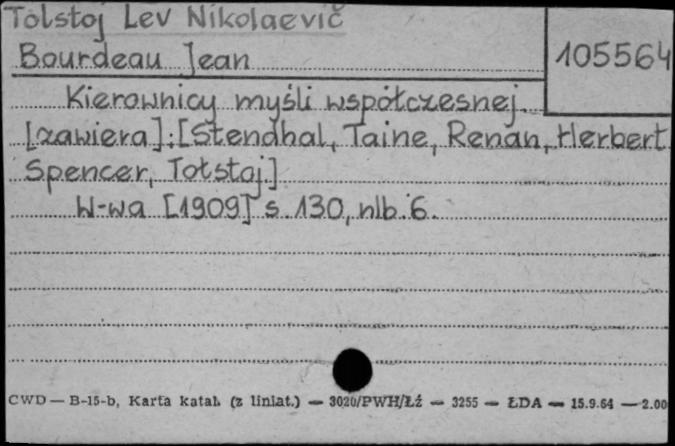 Tolstoj Lev Nikolaevič
Bourdeau Jean
105564
Kierownicy myśli współczesnej.
[zawiera]: [Stendhal, Taine, Renan, Herbert
Spencer, Tołstoj]
W-wa [1909] s. 130, nlb. 6.
CWD — B-15-b, Karta katal. (z liniat.) — 3020/PWH/Łź — 3255 — ŁDA — 15.9.64 — 2.00